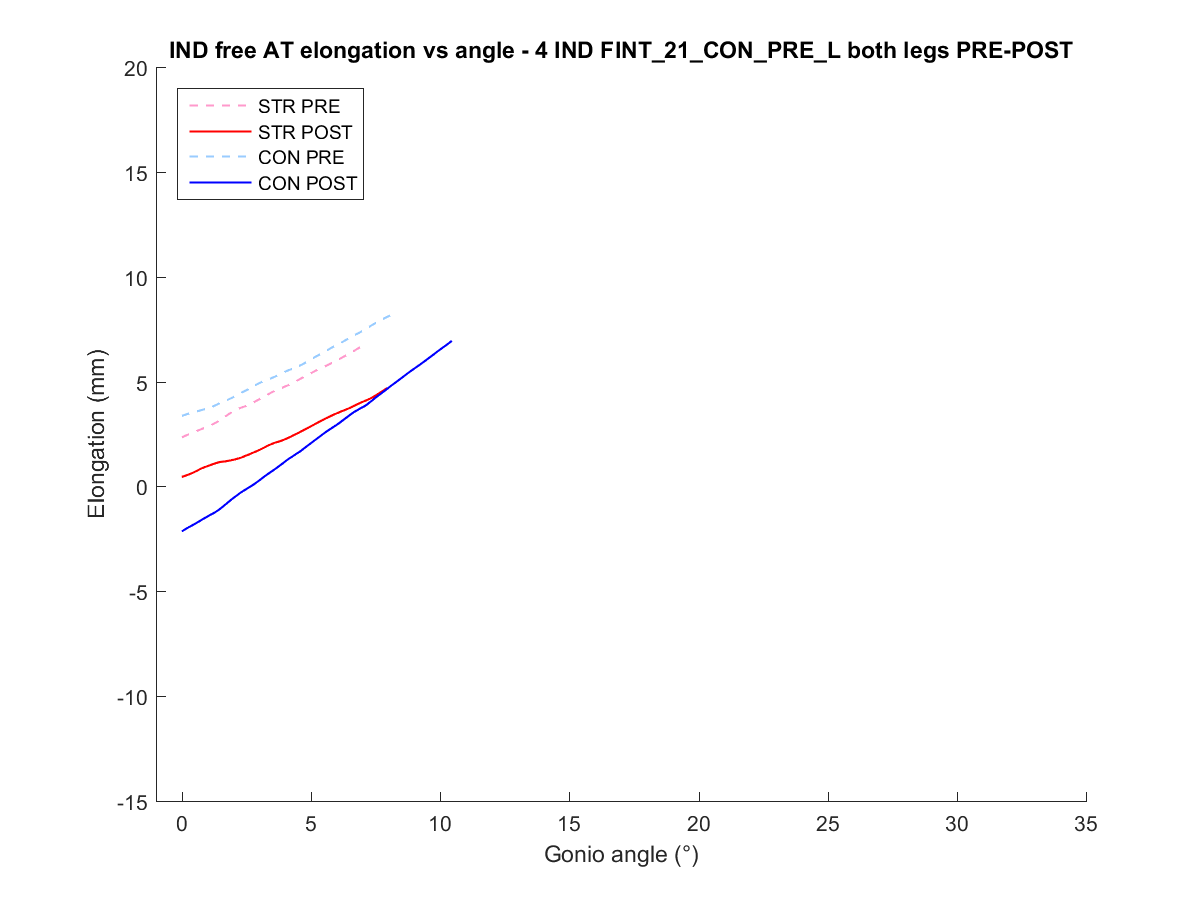 IND free AT elongation vs angle - 4 IND FINT_21_CON_PRE_L both legs PRE-POST
20
15
10
5
0
-5
-10
-15
STR PRE
STR POST
CON PRE
CON POST
Elongation (mm)
0 5 10 15 20 25 30 35
Gonio angle (°)